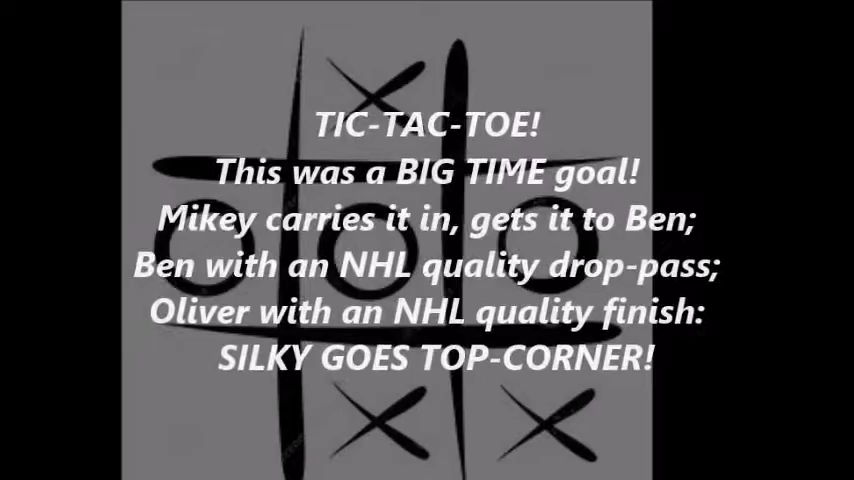 TIC-TAC-TOE!
This was a BIG TIME goal!
Mikey carries it in, gets it to Ben;
Ben with an NHL quality drop-pass;
Oliver with an NHL quality finish:
SILKY GOES TOP-CORNER!